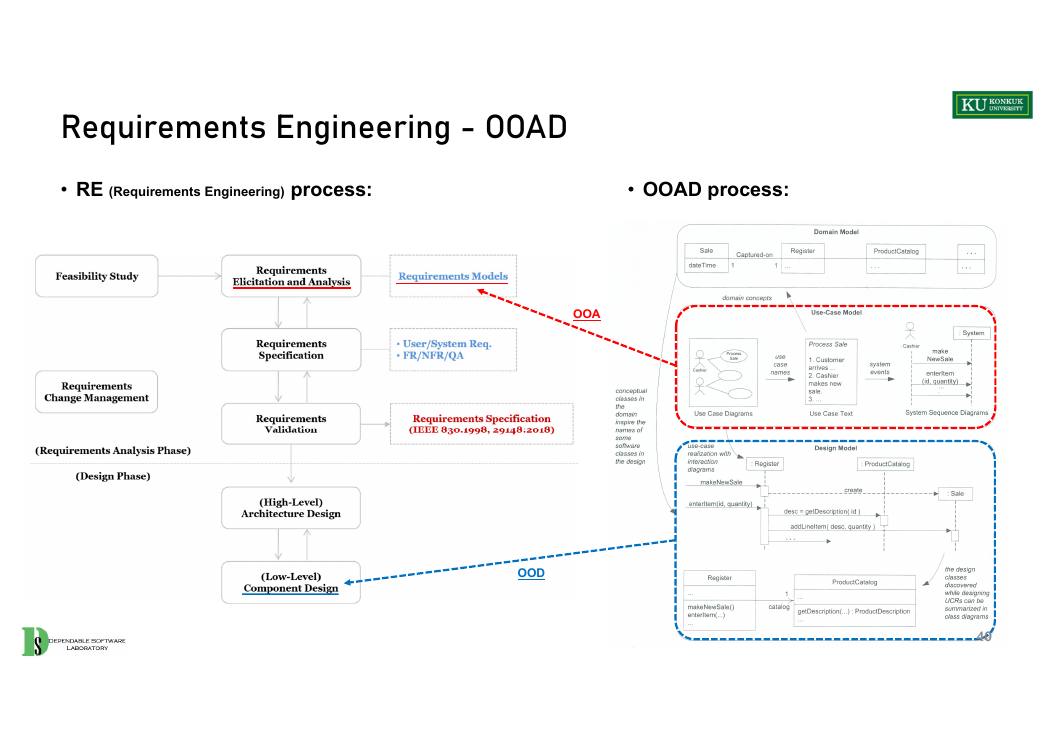 Requirements Engineering - OOAD
KU KONKUK
UNIVERSITY
• RE (Requirements Engineering) process:
Feasibility Study
Requirements
Elicitation and Analysis
Requirements Models
Requirements
Specification
• User/System Req.
• FR/NFR/QA
Requirements
Change Management
Requirements
Validation
Requirements Specification
(IEEE 830.1998, 29148.2018)
(Requirements Analysis Phase)
(Design Phase)
(High-Level)
Architecture Design
(Low-Level)
Component Design
OOA
OOD
• OOAD process:
Domain Model
Sale
dateTime
Captured-on
1
1
Register
...
ProductCatalog
...
...
...
domain concepts
Use-Case Model
Cashier
Process
Sale
Use Case Diagrams
use
case
names
Process Sale
1. Customer
arrives ...
2. Cashier
makes new
sale.
3. ...
Use Case Text
system
events
Cashier
: System
make
NewSale
enterItem
(id, quantity)
...
System Sequence Diagrams
conceptual
classes in
the
domain
inspire the
names of
some
software
classes in
the design
Design Model
use-case
realization with
interaction
diagrams
: Register
: ProductCatalog
makeNewSale
create
: Sale
enterItem(id, quantity)
desc = getDescription( id )
addLineItem( desc, quantity )
...
the design
classes
discovered
while designing
UCRs can be
summarized in
class diagrams
Register
...
makeNewSale()
enterItem(...)
...
1
catalog
ProductCatalog
...
getDescription(...) : ProductDescription
...
DS DEPENDABLE SOFTWARE
LABORATORY
40